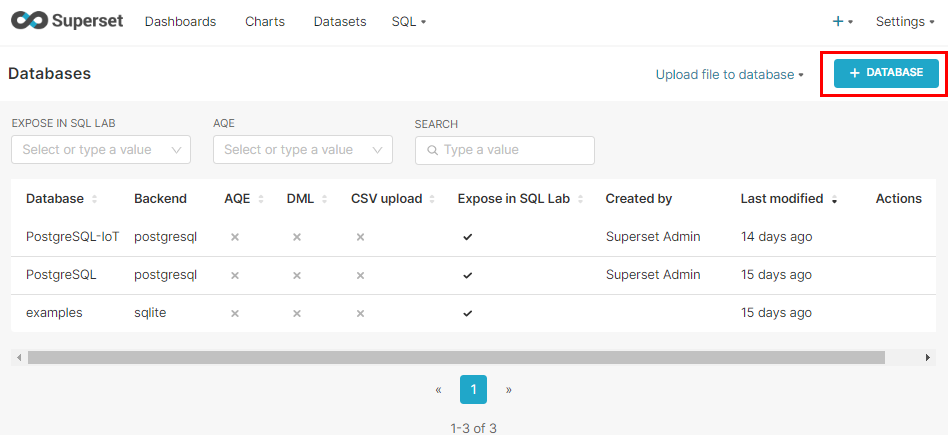 Superset Dashboards Charts Datasets SQL + Settings
Databases Upload file to database + DATABASE
EXPOSE IN SQL LAB AQE SEARCH
Select or type a value Select or type a value Type a value
Database Backend AQE DML CSV upload Expose in SQL Lab Created by Last modified Actions
PostgreSQL-IoT postgresql Superset Admin 14 days ago
PostgreSQL postgresql Superset Admin 15 days ago
examples sqlite 15 days ago
« 1 »
1-3 of 3